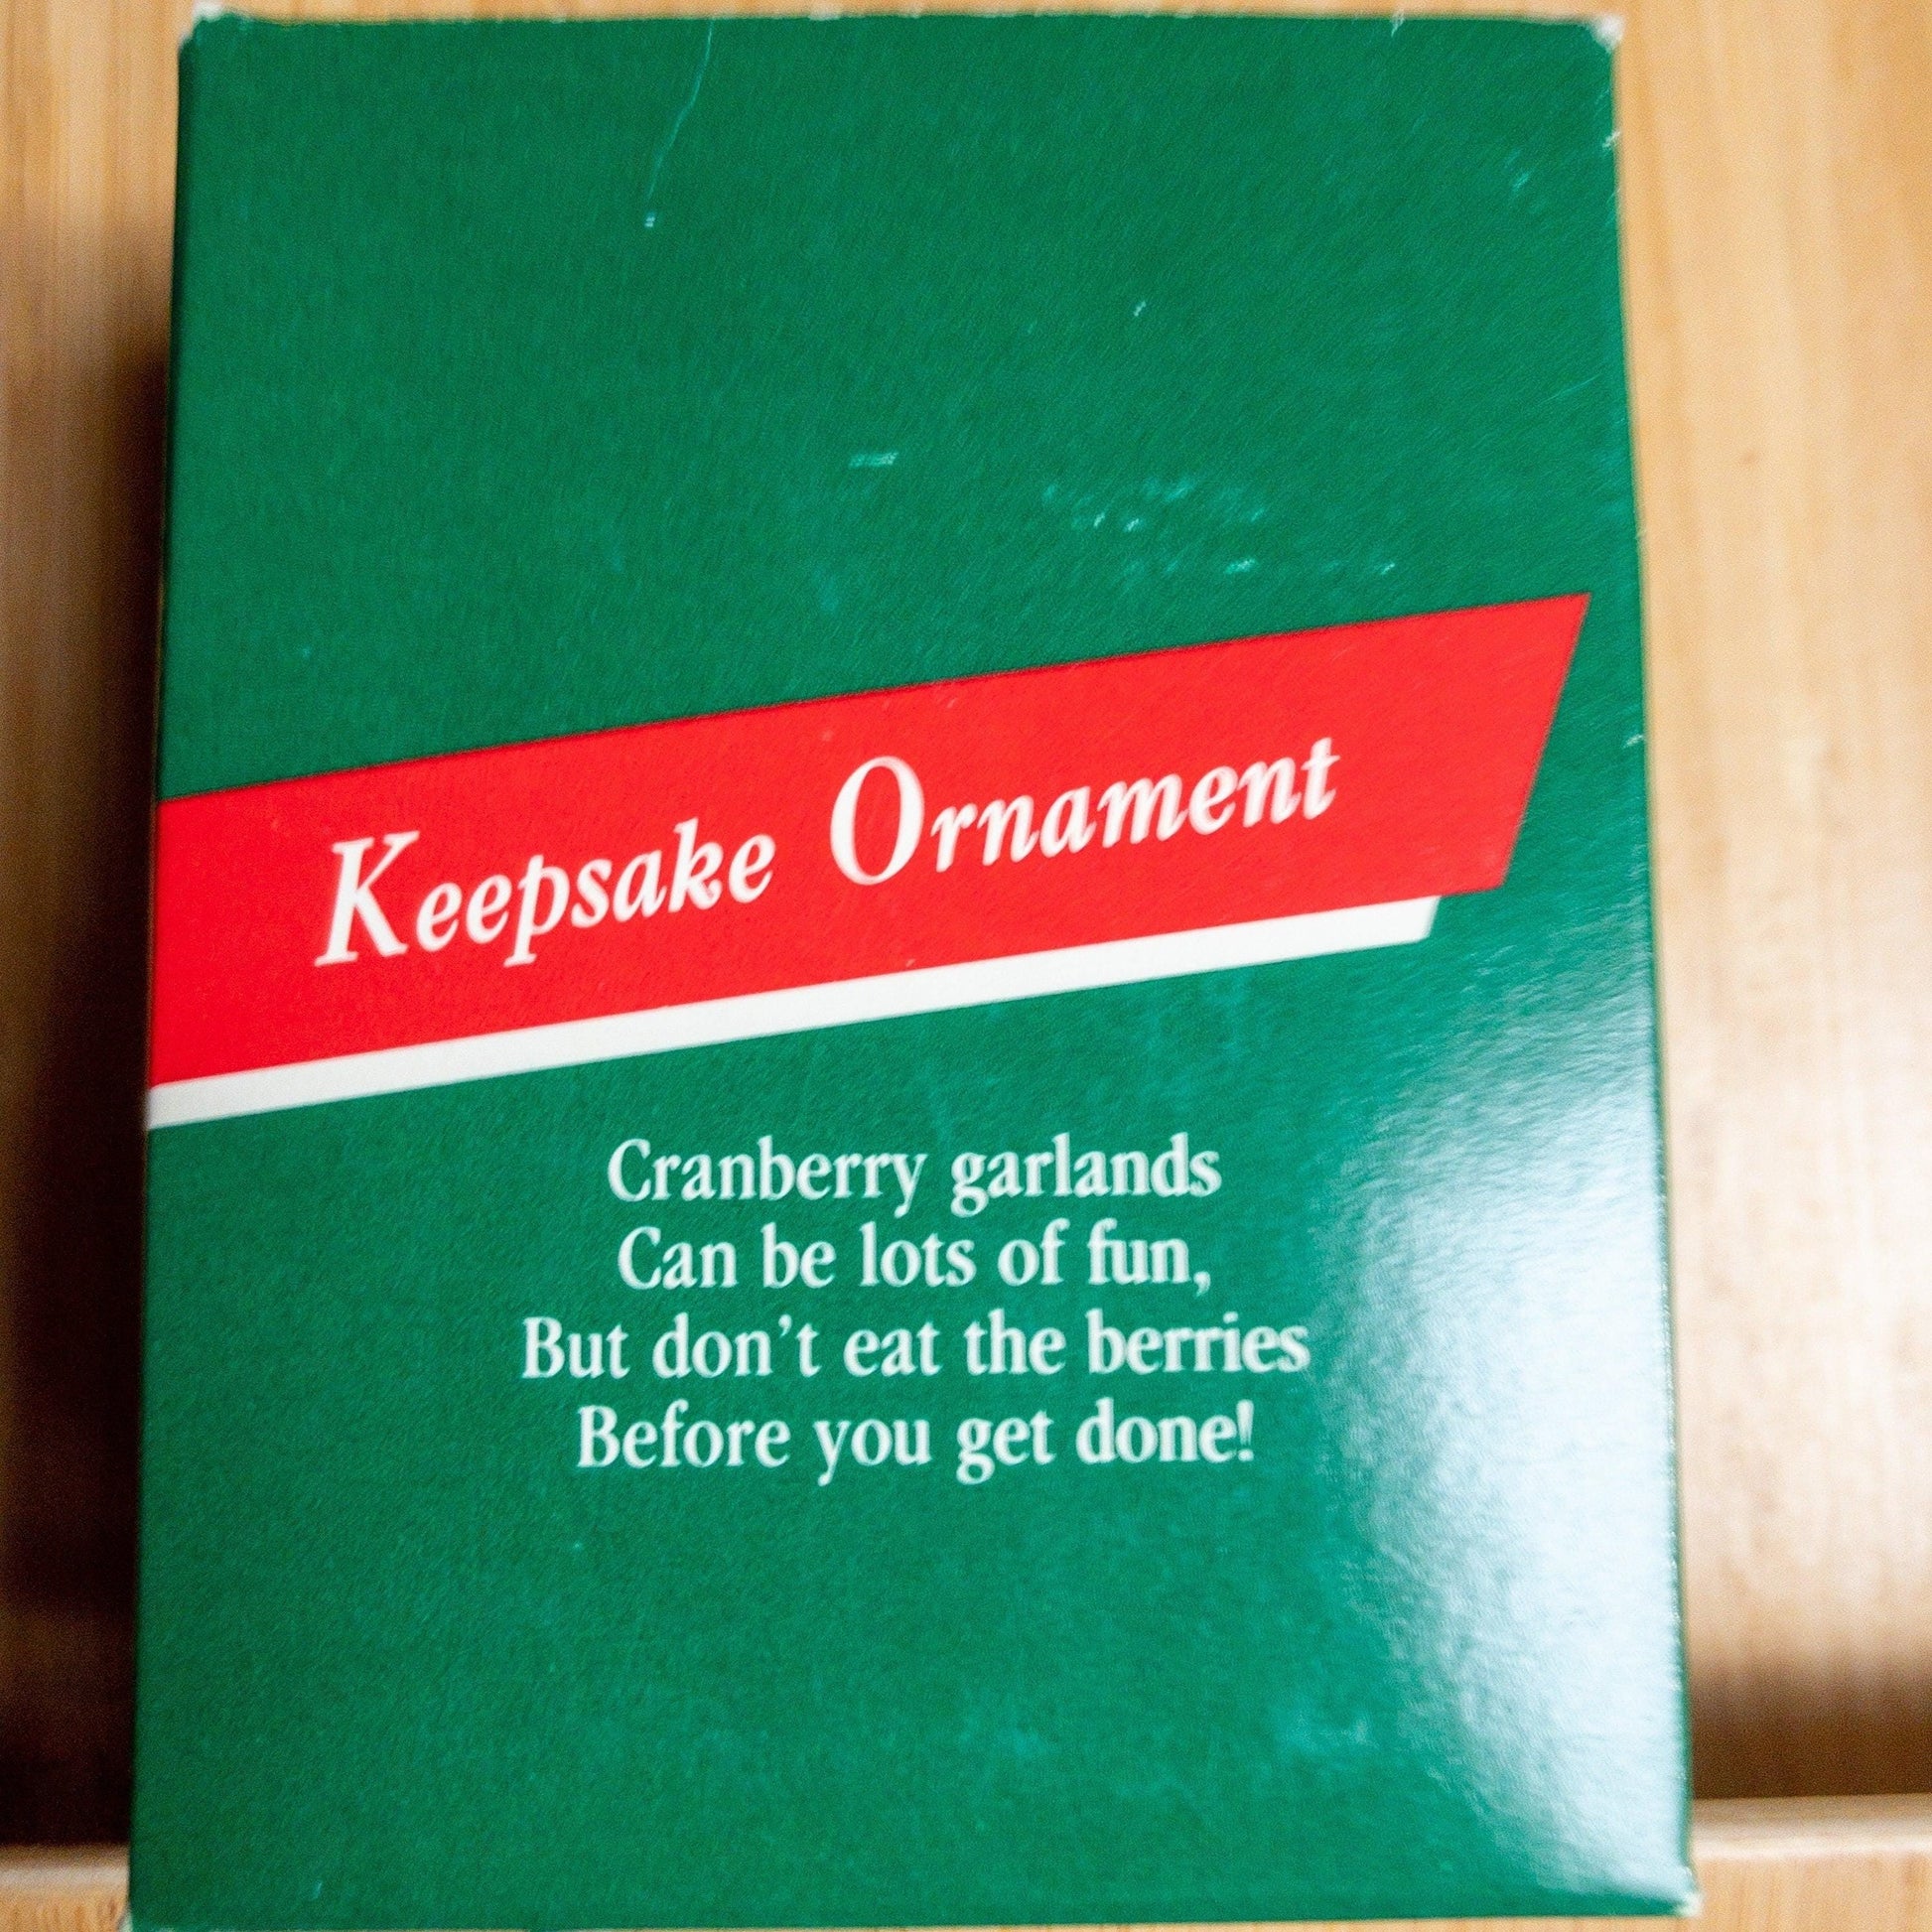 Keepsake Ornament
Cranberry garlands
Can be lots of fun,
But don't eat the berries
Before you get done!